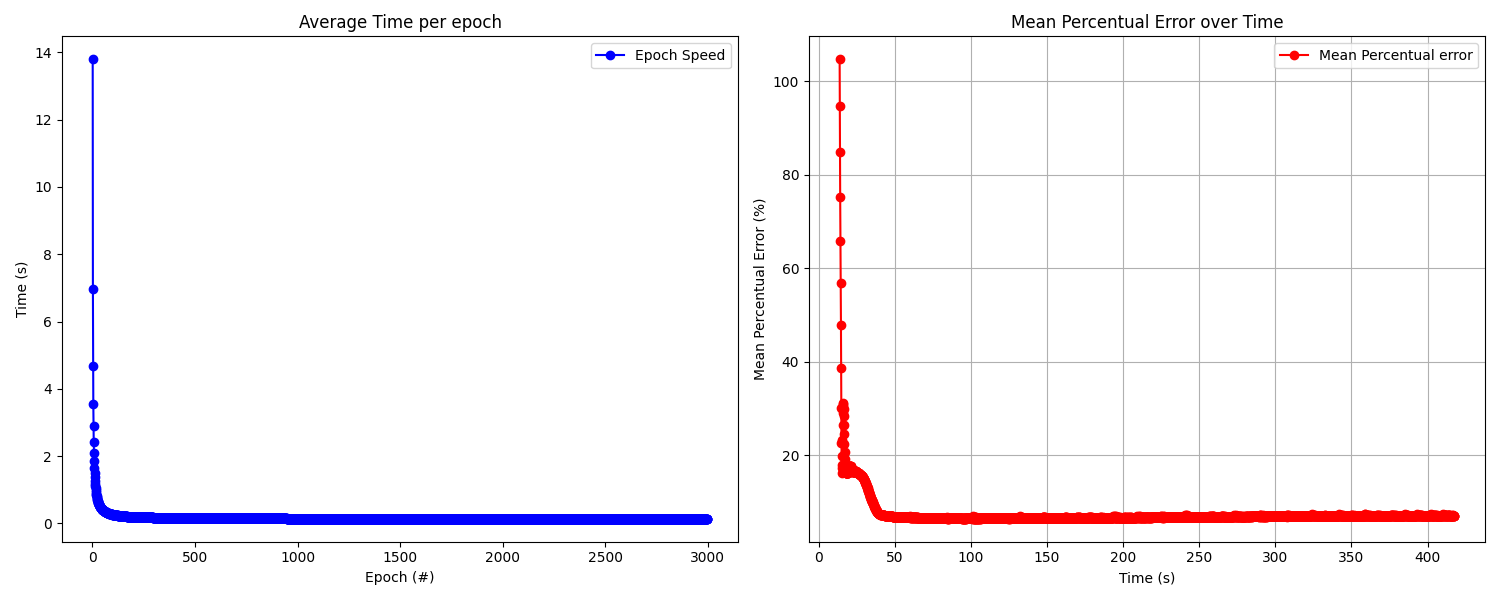 Average Time per epoch
Epoch Speed
14
12
10
8
6
4
2
0
Time (s)
0 500 1000 1500 2000 2500 3000
Epoch (#)
Mean Percentual Error over Time
Mean Percentual error
100
80
60
40
20
Mean Percentual Error (%)
0 50 100 150 200 250 300 350 400
Time (s)